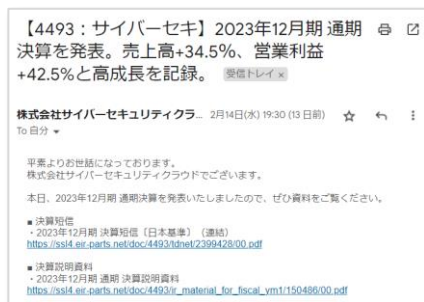 【4493：サイバーセキ】2023年12月期 通期
決算を発表。売上高+34.5％、営業利益
+42.5％と高成長を記録。 受信トレイ ×
株式会社サイバーセキュリティクラ... 2月14日(水) 19:30 (13 日前)
To 自分
平素よりお世話になっております。
株式会社サイバーセキュリティクラウドでございます。
本日、2023年12月期 通期決算を発表いたしましたので、ぜひ資料をご覧ください。
■ 決算短信
・2023年12月期 決算短信〔日本基準〕（連結）
https://ssl4.eir-parts.net/doc/4493/tdnet/2399428/00.pdf
■ 決算説明資料
・2023年12月期 通期 決算説明資料
https://ssl4.eir-parts.net/doc/4493/ir_material_for_fiscal_ym1/150486/00.pdf